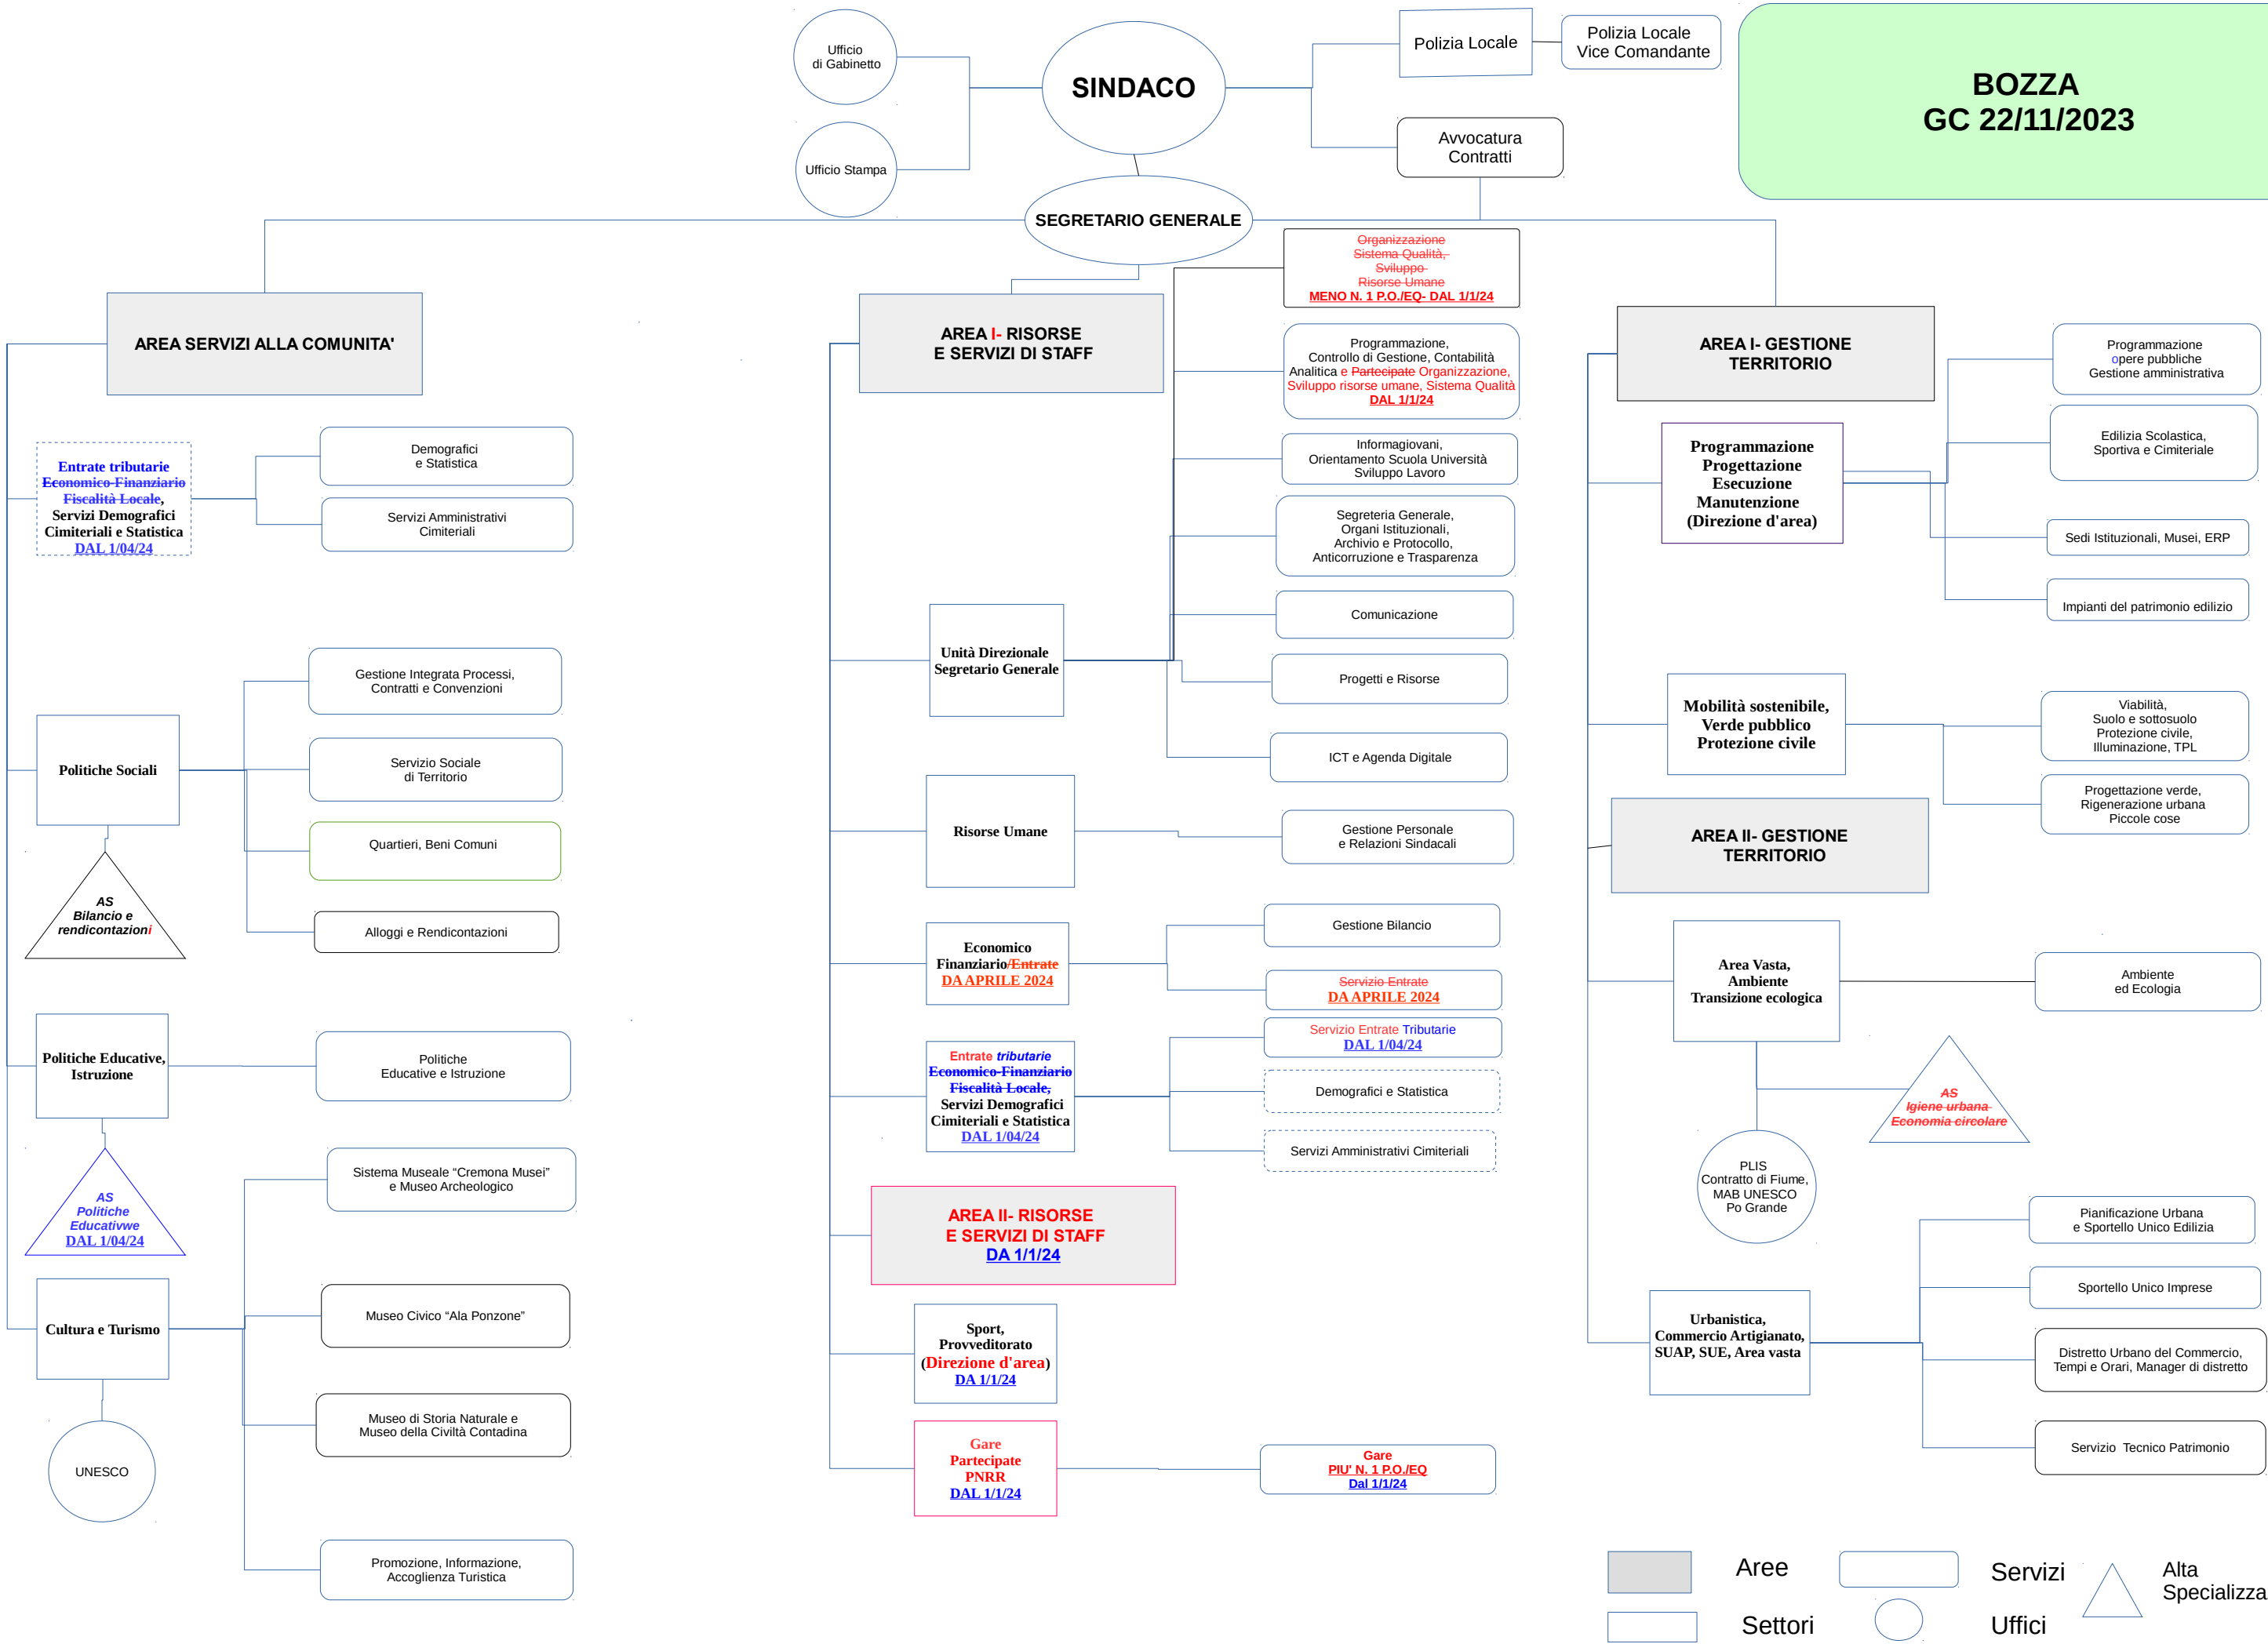 Ufficio
di Gabinetto
SINDACO
Polizia Locale
Polizia Locale
Vice Comandante
BOZZA
GC 22/11/2023
Ufficio Stampa
Avvocatura
Contratti
SEGRETARIO GENERALE
AREA SERVIZI ALLA COMUNITA'
Entrate tributarie
Economico-Finanziario
Fiscalità Locale,
Servizi Demografici
Cimiteriali e Statistica
DAL 1/04/24
Demografici
e Statistica
Servizi Amministrativi
Cimiteriali
Politiche Sociali
Gestione Integrata Processi,
Contratti e Convenzioni
Servizio Sociale
di Territorio
Quartieri, Beni Comuni
Alloggi e Rendicontazioni
AS
Bilancio e
rendicontazioni
Politiche Educative,
Istruzione
Politiche
Educative e Istruzione
AS
Politiche
Educativwe
DAL 1/04/24
Cultura e Turismo
Sistema Museale “Cremona Musei”
e Museo Archeologico
Museo Civico “Ala Ponzone”
Museo di Storia Naturale e
Museo della Civiltà Contadina
Promozione, Informazione,
Accoglienza Turistica
UNESCO
AREA I- RISORSE
E SERVIZI DI STAFF
Organizzazione
Sistema Qualità,
Sviluppo
Risorse Umane
MENO N. 1 P.O./EQ- DAL 1/1/24
Programmazione,
Controllo di Gestione, Contabilità
Analitica e Partecipate Organizzazione,
Sviluppo risorse umane, Sistema Qualità
DAL 1/1/24
Informagiovani,
Orientamento Scuola Università
Sviluppo Lavoro
Segreteria Generale,
Organi Istituzionali,
Archivio e Protocollo,
Anticorruzione e Trasparenza
Comunicazione
Unità Direzionale
Segretario Generale
Progetti e Risorse
ICT e Agenda Digitale
Risorse Umane
Gestione Personale
e Relazioni Sindacali
Economico
Finanziario/Entrate
DA APRILE 2024
Gestione Bilancio
Servizio Entrate
DA APRILE 2024
Entrate tributarie
Economico-Finanziario
Fiscalità Locale,
Servizi Demografici
Cimiteriali e Statistica
DAL 1/04/24
Servizio Entrate Tributarie
DAL 1/04/24
Demografici e Statistica
Servizi Amministrativi Cimiteriali
AREA II- RISORSE
E SERVIZI DI STAFF
DA 1/1/24
Sport,
Provveditorato
(Direzione d'area)
DA 1/1/24
Gare
Partecipate
PNRR
DAL 1/1/24
Gare
PIU' N. 1 P.O./EQ
Dal 1/1/24
AREA I- GESTIONE
TERRITORIO
Programmazione
Progettazione
Esecuzione
Manutenzione
(Direzione d'area)
Programmazione
opere pubbliche
Gestione amministrativa
Edilizia Scolastica,
Sportiva e Cimiteriale
Sedi Istituzionali, Musei, ERP
Impianti del patrimonio edilizio
Mobilità sostenibile,
Verde pubblico
Protezione civile
Viabilità,
Suolo e sottosuolo
Protezione civile,
Illuminazione, TPL
Progettazione verde,
Rigenerazione urbana
Piccole cose
AREA II- GESTIONE
TERRITORIO
Area Vasta,
Ambiente
Transizione ecologica
Ambiente
ed Ecologia
AS
Igiene urbana
Economia circolare
PLIS
Contratto di Fiume,
MAB UNESCO
Po Grande
Urbanistica,
Commercio Artigianato,
SUAP, SUE, Area vasta
Pianificazione Urbana
e Sportello Unico Edilizia
Sportello Unico Imprese
Distretto Urbano del Commercio,
Tempi e Orari, Manager di distretto
Servizio Tecnico Patrimonio
Aree
Servizi
Alta
Specializza
Settori
Uffici